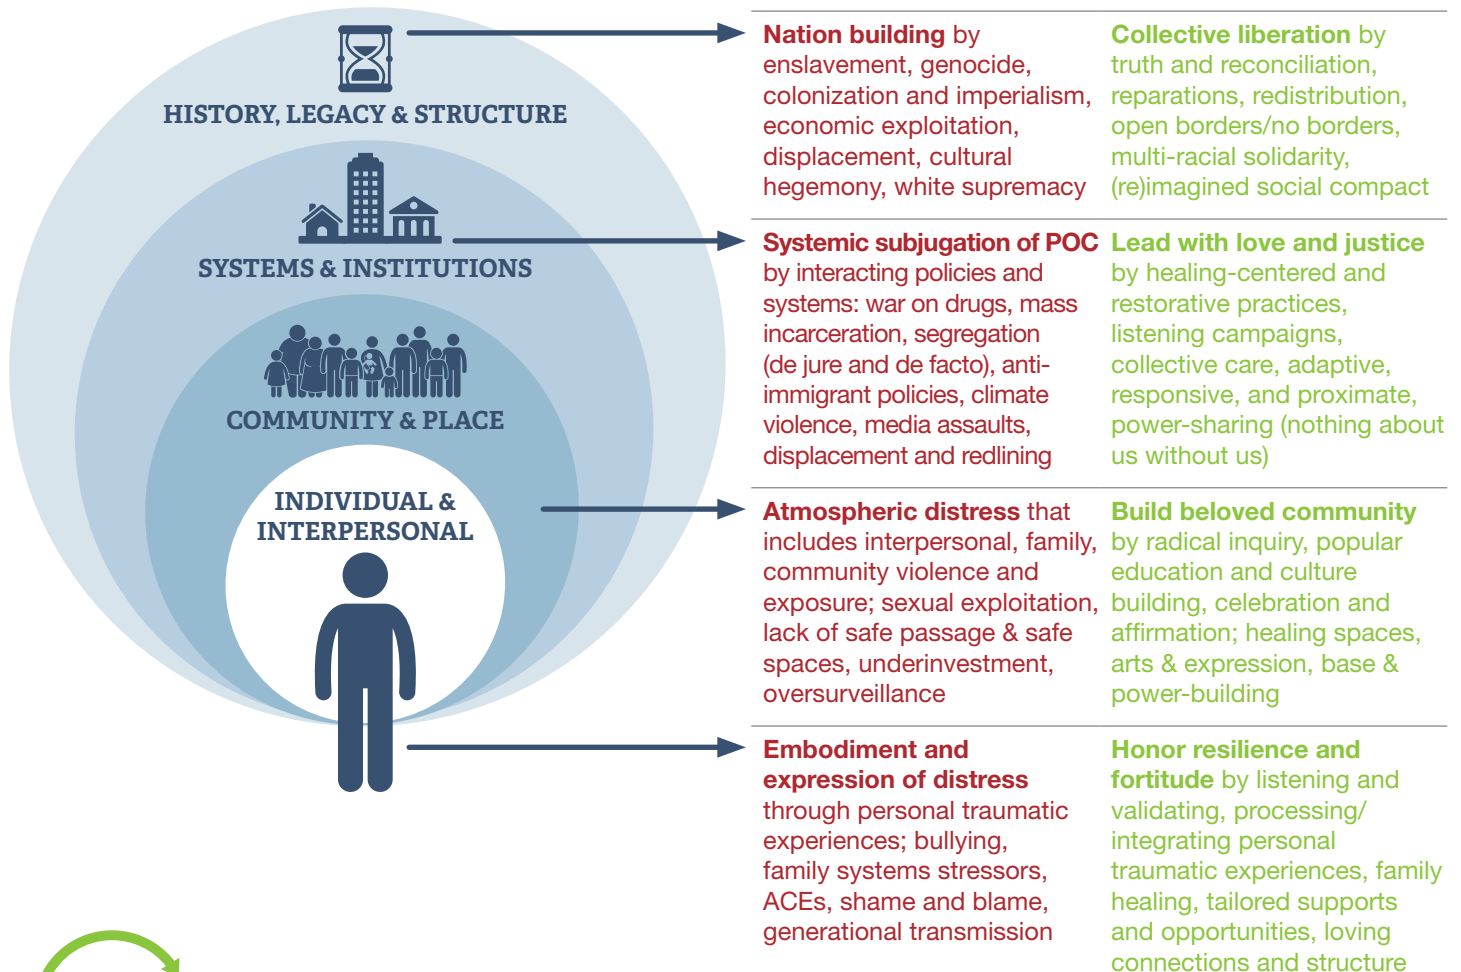 HISTORY, LEGACY & STRUCTURE
SYSTEMS & INSTITUTIONS
COMMUNITY & PLACE
INDIVIDUAL &
INTERPERSONAL
Nation building by
enslavement, genocide,
colonization and imperialism,
economic exploitation,
displacement, cultural
hegemony, white supremacy
Collective liberation by
truth and reconciliation,
reparations, redistribution,
open borders/no borders,
multi-racial solidarity,
(re)imagined social compact
Systemic subjugation of POC
by interacting policies and
systems: war on drugs, mass
incarceration, segregation
(de jure and de facto), anti-
immigrant policies, climate
violence, media assaults,
displacement and redlining
Lead with love and justice
by healing-centered and
restorative practices,
listening campaigns,
collective care, adaptive,
responsive, and proximate,
power-sharing (nothing about
us without us)
Atmospheric distress that
includes interpersonal, family,
community violence and
exposure; sexual exploitation,
lack of safe passage & safe
spaces, underinvestment,
oversurveillance
Build beloved community
by radical inquiry, popular
education and culture
building, celebration and
affirmation; healing spaces,
arts & expression, base &
power-building
Embodiment and
expression of distress
through personal traumatic
experiences; bullying,
family systems stressors,
ACEs, shame and blame,
generational transmission
Honor resilience and
fortitude by listening and
validating, processing/
integrating personal
traumatic experiences, family
healing, tailored supports
and opportunities, loving
connections and structure